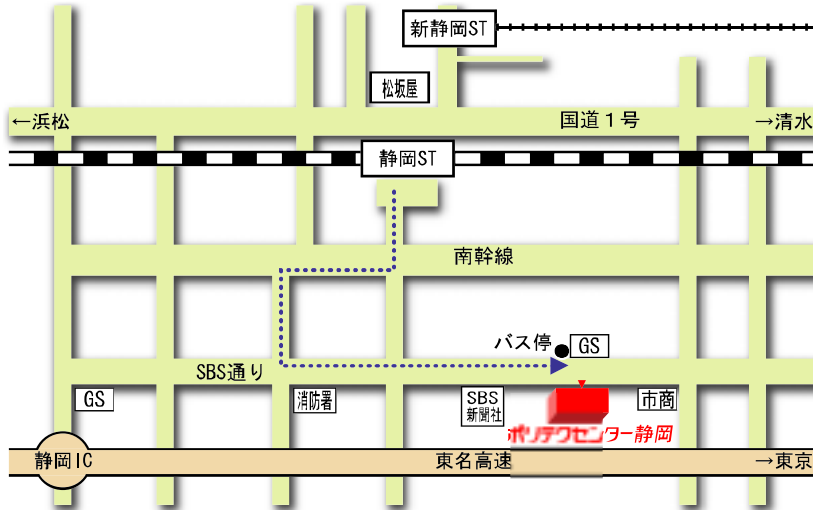 新静岡ST
松坂屋
←浜松
国道1号
→清水
静岡ST
南幹線
バス停
GS
SBS通り
GS
消防署
SBS
新聞社
市商
ポリテクセンター静岡
静岡IC
東名高速
→東京